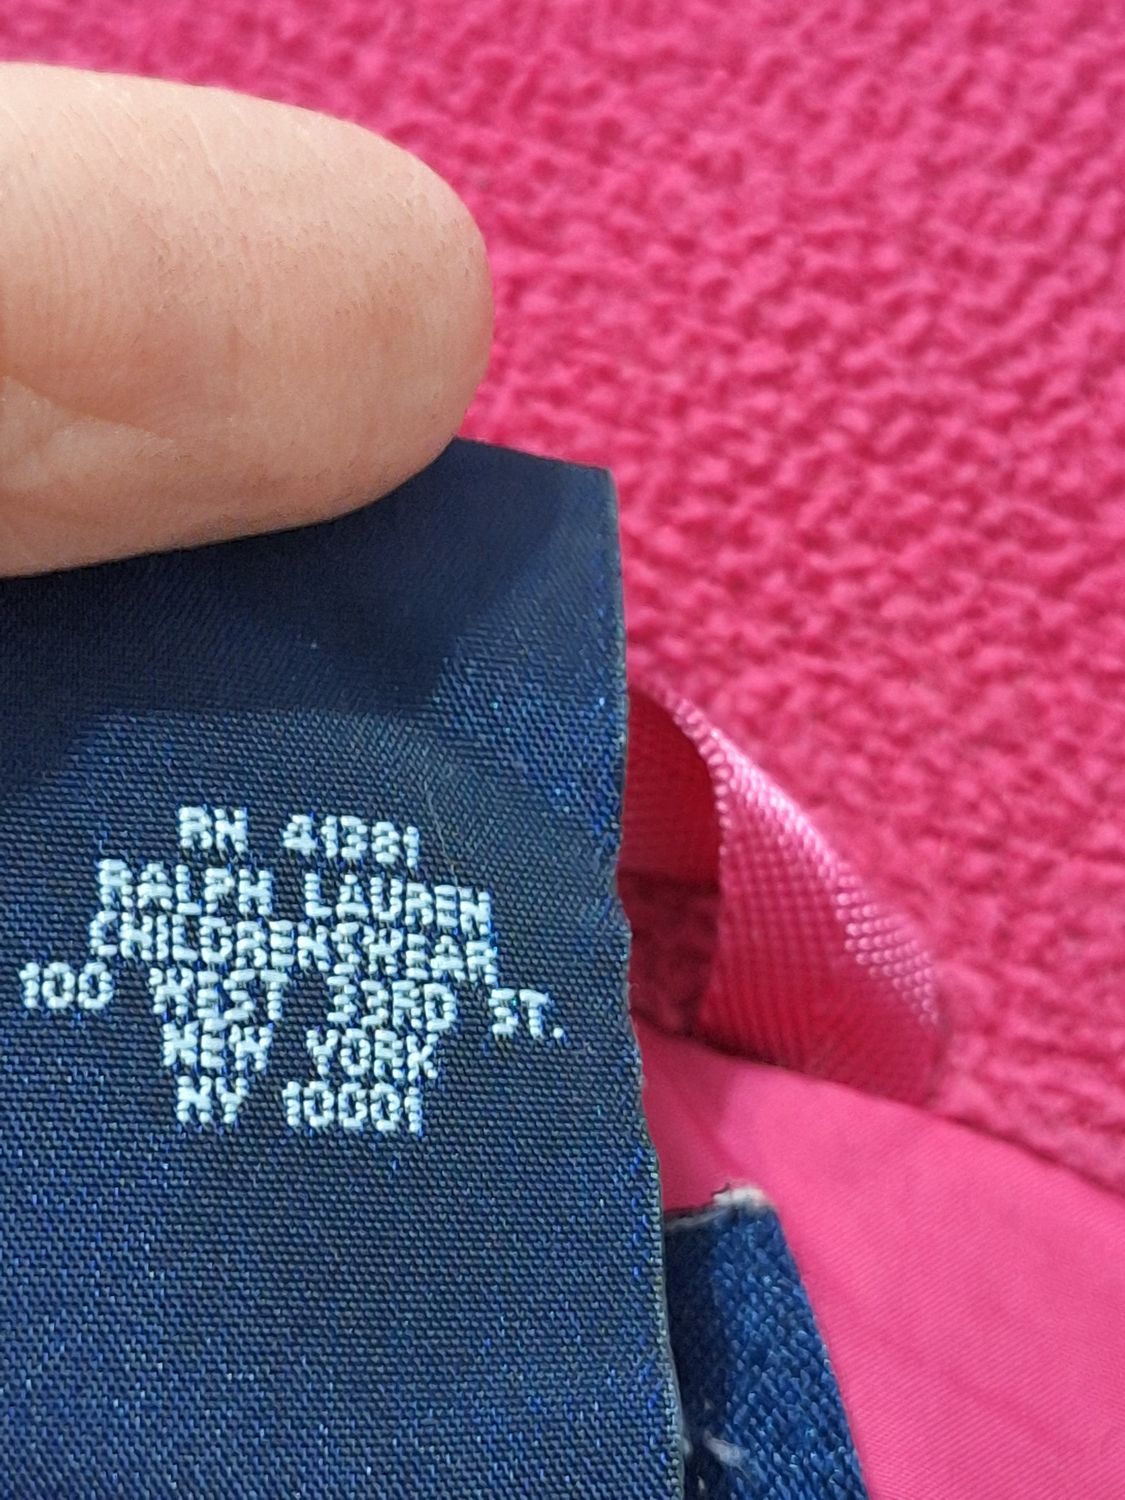 RN 41381
RALPH LAUREN
CHILDRENSWEAR
100 WEST 33RD ST.
NEW YORK
NY 10001